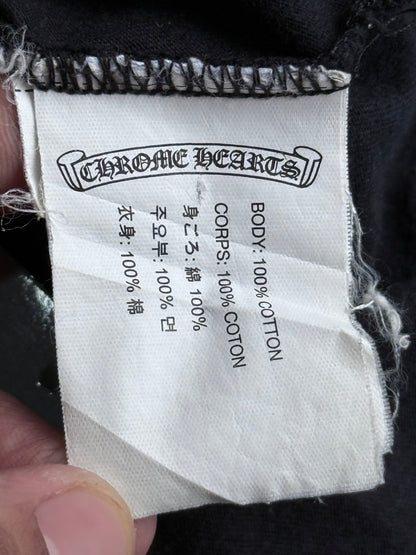 CHROME HEARTS
BODY: 100% COTTON
CORPS: 100% COTON
身ごろ: 綿 100%
주요부: 100% 면
衣身: 100% 棉